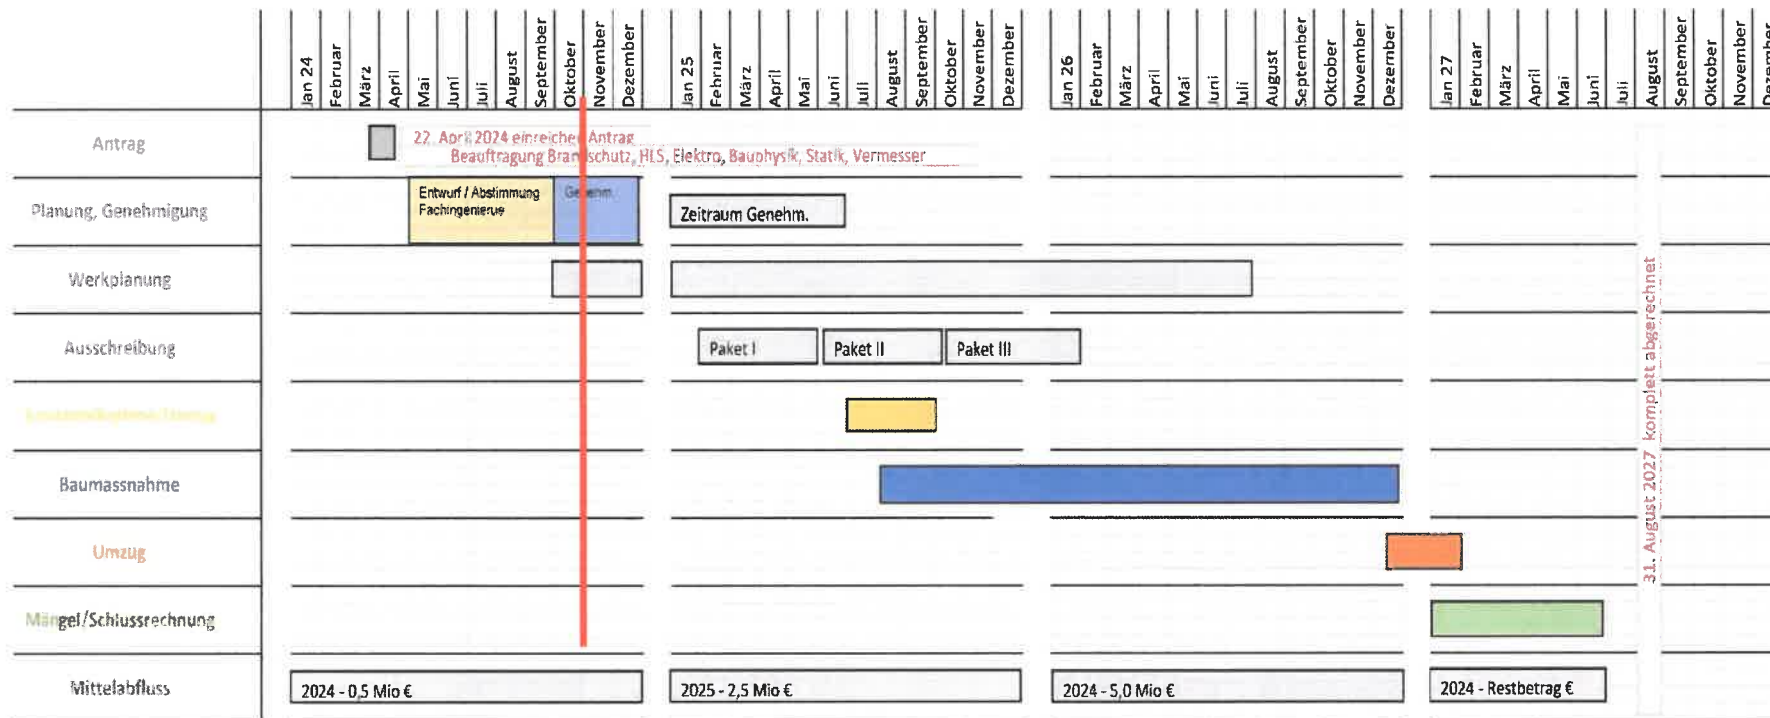 Jan 24 Februar März April Mai Juni Juli August September Oktober November Dezember Jan 25 Februar März April Mai Juni Juli August September Oktober November Dezember Jan 26 Februar März April Mai Juni Juli August September Oktober November Dezember Jan 27 Februar März April Mai Juni Juli August September Oktober November Dezember
Antrag
22. April 2024 einreichen Antrag
Beauftragung Brandschutz, HLS, Elektro, Bauphysik, Statik, Vermesser
Planung, Genehmigung
Entwurf / Abstimmung
Fachingenierue
Genehm.
Zeitraum Genehm.
Werkplanung
Ausschreibung
Paket I
Paket II
Paket III
Baumassnahme
Umzug
Mängel/Schlussrechnung
Mittelabfluss
2024 - 0,5 Mio €
2025 - 2,5 Mio €
2024 - 5,0 Mio €
2024 - Restbetrag €
31. August 2027 komplett abgerechnet